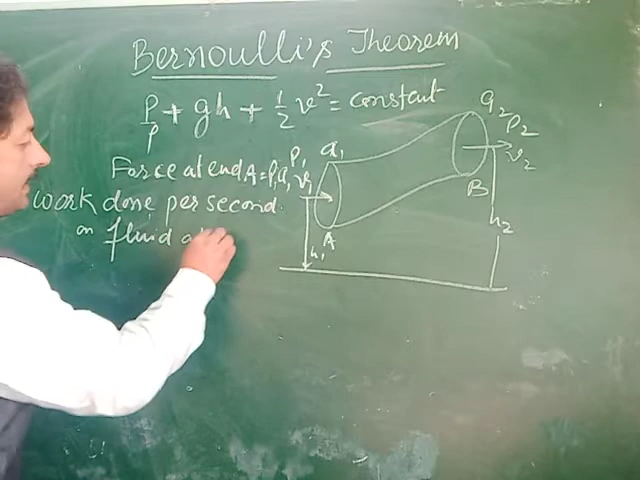 Bernoulli's Theorem
P/ρ + gh + 1/2 v² = constant
Force at end A = P₁a₁
work done per second
on fluid a
P₁
a₁
v₁
A
h₁
a₂
P₂
v₂
B
h₂